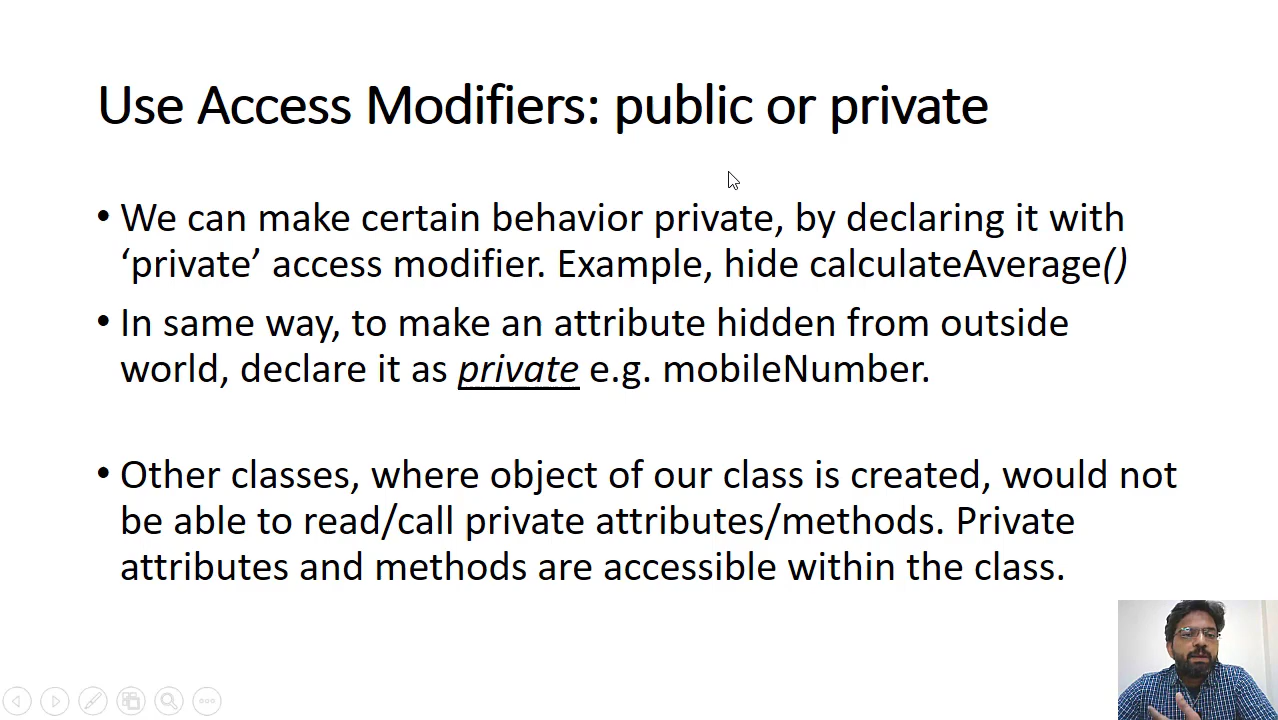 Use Access Modifiers: public or private
• We can make certain behavior private, by declaring it with
‘private’ access modifier. Example, hide calculateAverage()
• In same way, to make an attribute hidden from outside
world, declare it as private e.g. mobileNumber.
• Other classes, where object of our class is created, would not
be able to read/call private attributes/methods. Private
attributes and methods are accessible within the class.